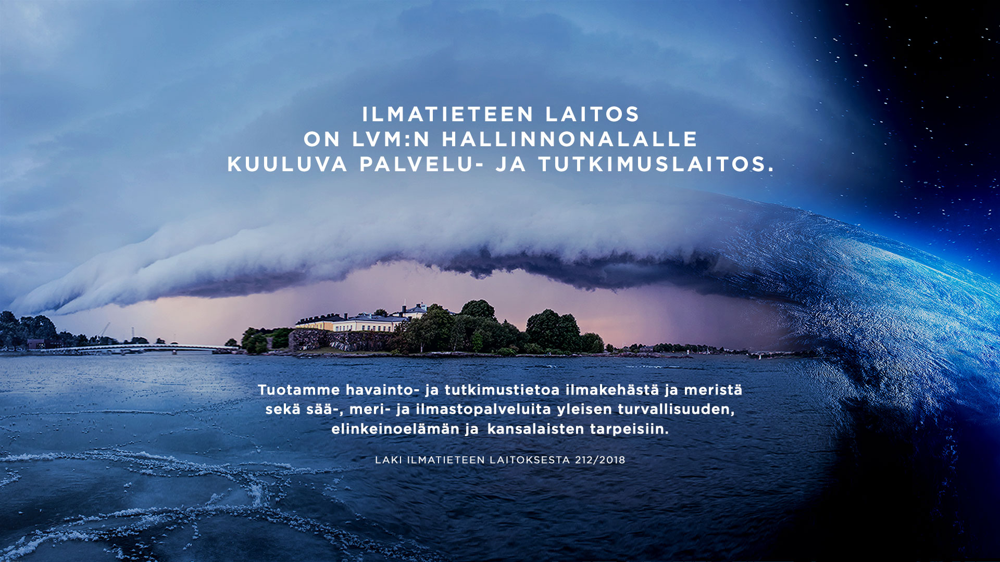 ILMATIETEEN LAITOS
ON LVM:N HALLINNONALALLE
KUULUVA PALVELU- JA TUTKIMUSLAITOS.
Tuotamme havainto- ja tutkimustietoa ilmakehästä ja meristä
sekä sää-, meri- ja ilmastopalveluita yleisen turvallisuuden,
elinkeinoelämän ja kansalaisten tarpeisiin.
LAKI ILMATIETEEN LAITOKSESTA 212/2018